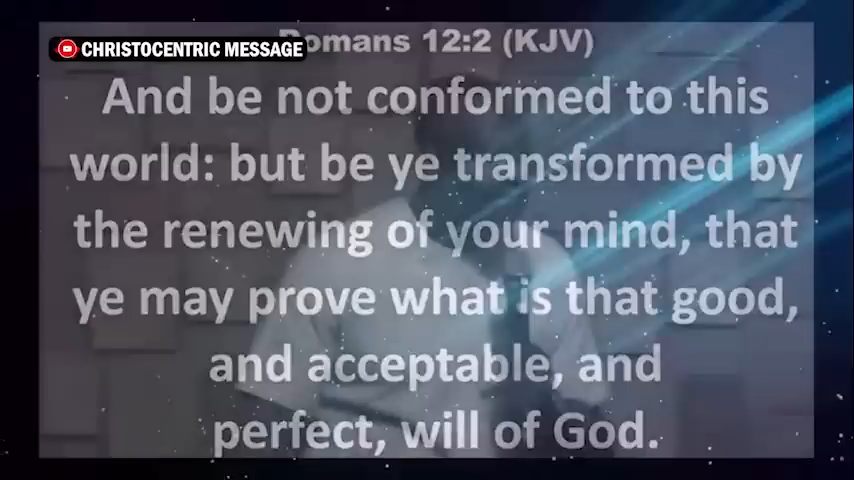 CHRISTOCENTRIC MESSAGE
Romans 12:2 (KJV)
And be not conformed to this
world: but be ye transformed by
the renewing of your mind, that
ye may prove what is that good,
and acceptable, and
perfect, will of God.